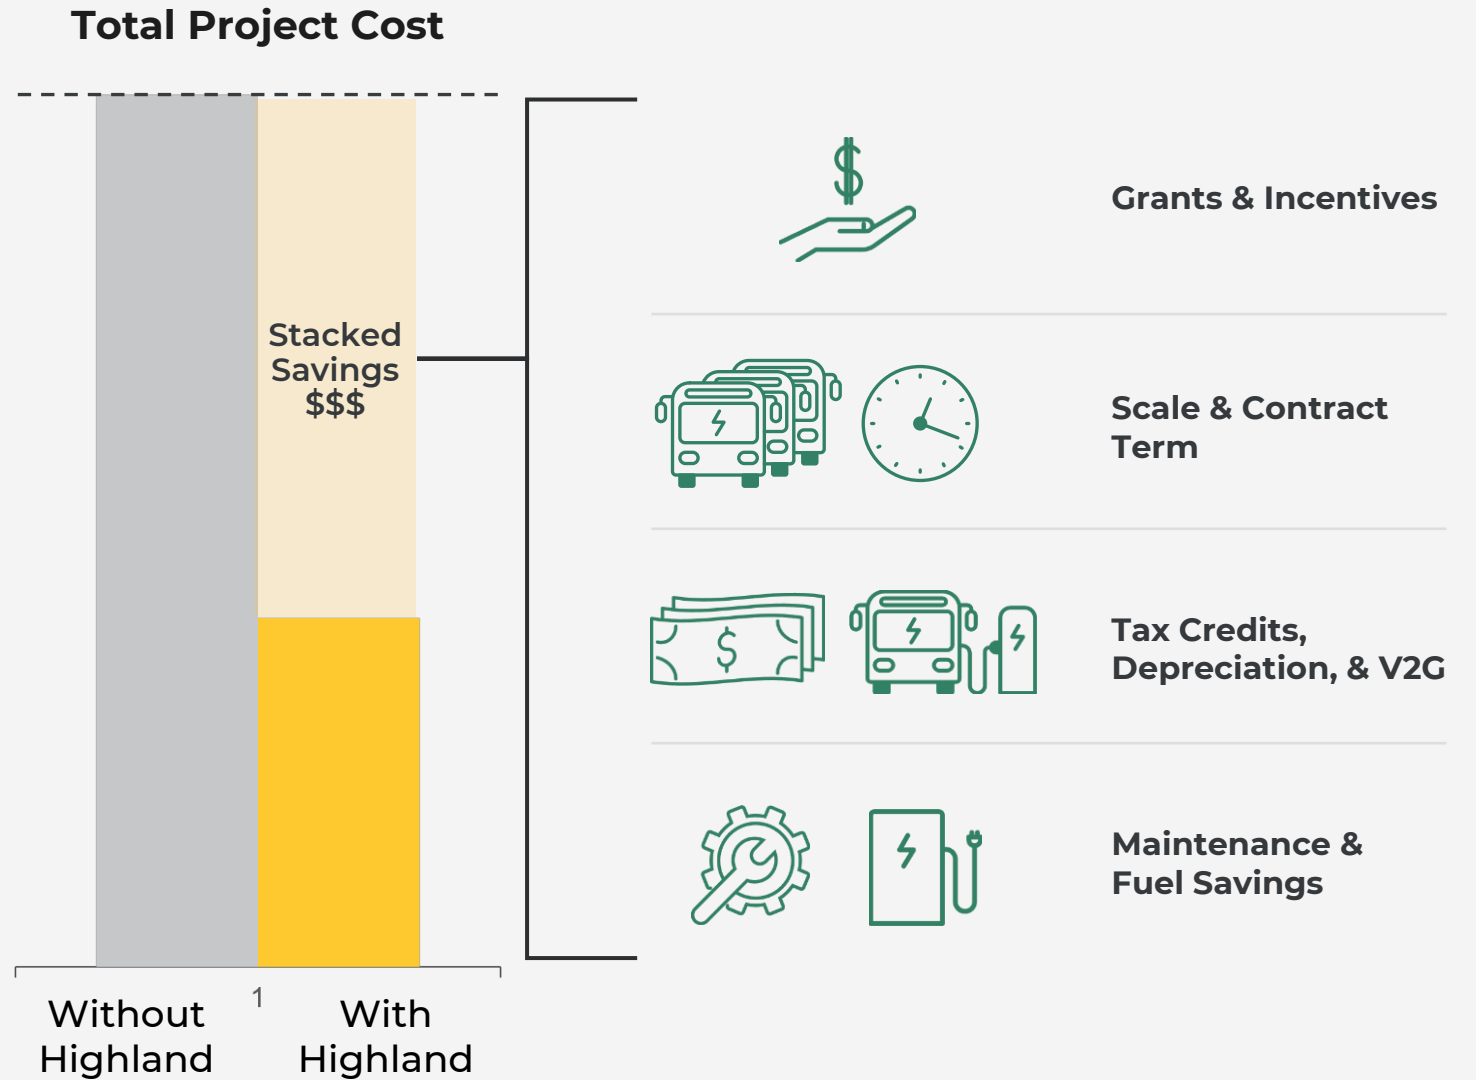 Total Project Cost
Stacked
Savings
$$$
Without
Highland
1
With
Highland
$
Grants & Incentives
Scale & Contract
Term
$
Tax Credits,
Depreciation, & V2G
Maintenance &
Fuel Savings